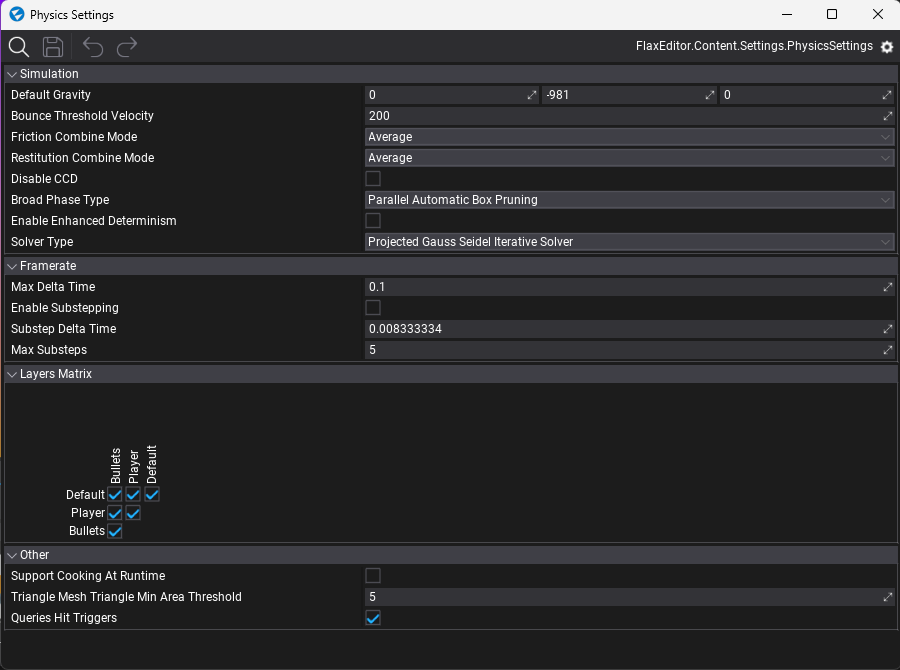 Physics Settings
FlaxEditor.Content.Settings.PhysicsSettings
Simulation
Default Gravity 0 -981 0
Bounce Threshold Velocity 200
Friction Combine Mode Average
Restitution Combine Mode Average
Disable CCD
Broad Phase Type Parallel Automatic Box Pruning
Enable Enhanced Determinism
Solver Type Projected Gauss Seidel Iterative Solver
Framerate
Max Delta Time 0.1
Enable Substepping
Substep Delta Time 0.008333334
Max Substeps 5
Layers Matrix
Bullets Player Default
Default
Player
Bullets
Other
Support Cooking At Runtime
Triangle Mesh Triangle Min Area Threshold 5
Queries Hit Triggers